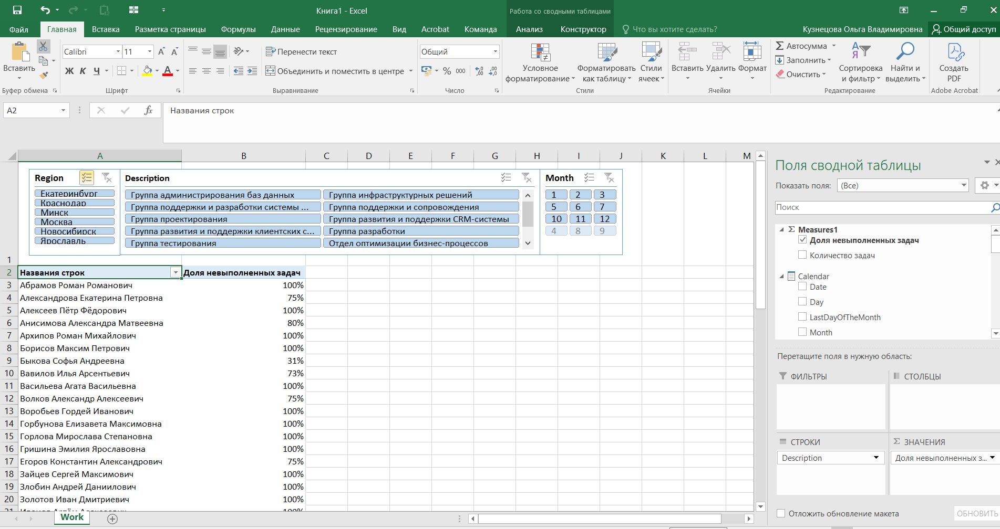 Книга1 - Excel
Работа со сводными таблицами
Файл Главная Вставка Разметка страницы Формулы Данные Рецензирование Вид Acrobat Команда Анализ Конструктор Что вы хотите сделать? Кузнецова Ольга Владимировна Общий доступ
Вставить
Calibri 11
Ж К Ч
Перенести текст
Объединить и поместить в центре
Общий
% 000
Условное форматирование
Форматировать как таблицу
Стили ячеек
Вставить Удалить Формат
Автосумма
Заполнить
Очистить
Сортировка и фильтр
Найти и выделить
Создать PDF
Буфер обмена Шрифт Выравнивание Число Стили Ячейки Редактирование Adobe Acrobat
A2 fx Названия строк
A B C D E F G H I J K L M
Region
Екатеринбург
Краснодар
Минск
Москва
Новосибирск
Ярославль
Description
Группа администрирования баз данных Группа инфраструктурных решений
Группа поддержки и разработки системы ... Группа поддержки и сопровождения
Группа проектирования Группа развития и поддержки CRM-системы
Группа развития и поддержки клиентских с... Группа разработки
Группа тестирования Отдел оптимизации бизнес-процессов
Month
1 2 3
5 6 7
10 11 12
4 8 9
1
2 Названия строк Доля невыполненных задач
3 Абрамов Роман Романович 100%
4 Александрова Екатерина Петровна 75%
5 Алексеев Пётр Фёдорович 100%
6 Анисимова Александра Матвеевна 80%
7 Архипов Роман Михайлович 100%
8 Борисов Максим Петрович 100%
9 Быкова Софья Андреевна 31%
10 Вавилов Илья Арсентьевич 73%
11 Васильева Агата Васильевна 100%
12 Волков Александр Алексеевич 75%
13 Воробьев Гордей Иванович 100%
14 Горбунова Елизавета Максимовна 100%
15 Горлова Мирослава Степановна 100%
16 Гришина Эмилия Ярославовна 100%
17 Егоров Константин Александрович 75%
18 Зайцев Сергей Максимович 100%
19 Злобин Андрей Даниилович 100%
20 Золотов Иван Дмитриевич 100%
Work
Поля сводной таблицы
Показать поля: (Все)
Поиск
Σ Measures1
Доля невыполненных задач
Количество задач
Calendar
Date
Day
LastDayOfTheMonth
Month
Перетащите поля в нужную область:
ФИЛЬТРЫ СТОЛБЦЫ
СТРОКИ Σ ЗНАЧЕНИЯ
Description Доля невыполненных з...
Отложить обновление макета ОБНОВИТЬ